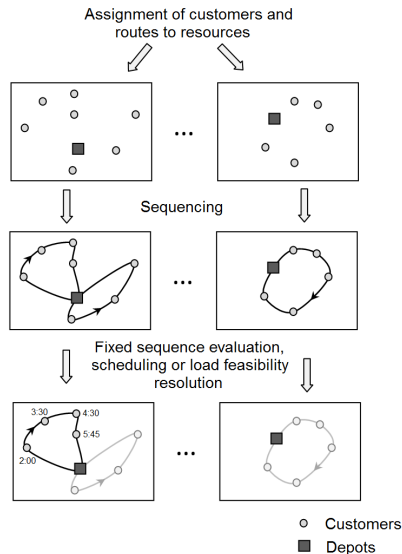 Assignment of customers and
routes to resources
...
Sequencing
...
Fixed sequence evaluation,
scheduling or load feasibility
resolution
3:30
4:30
5:45
2:00
...
Customers
Depots